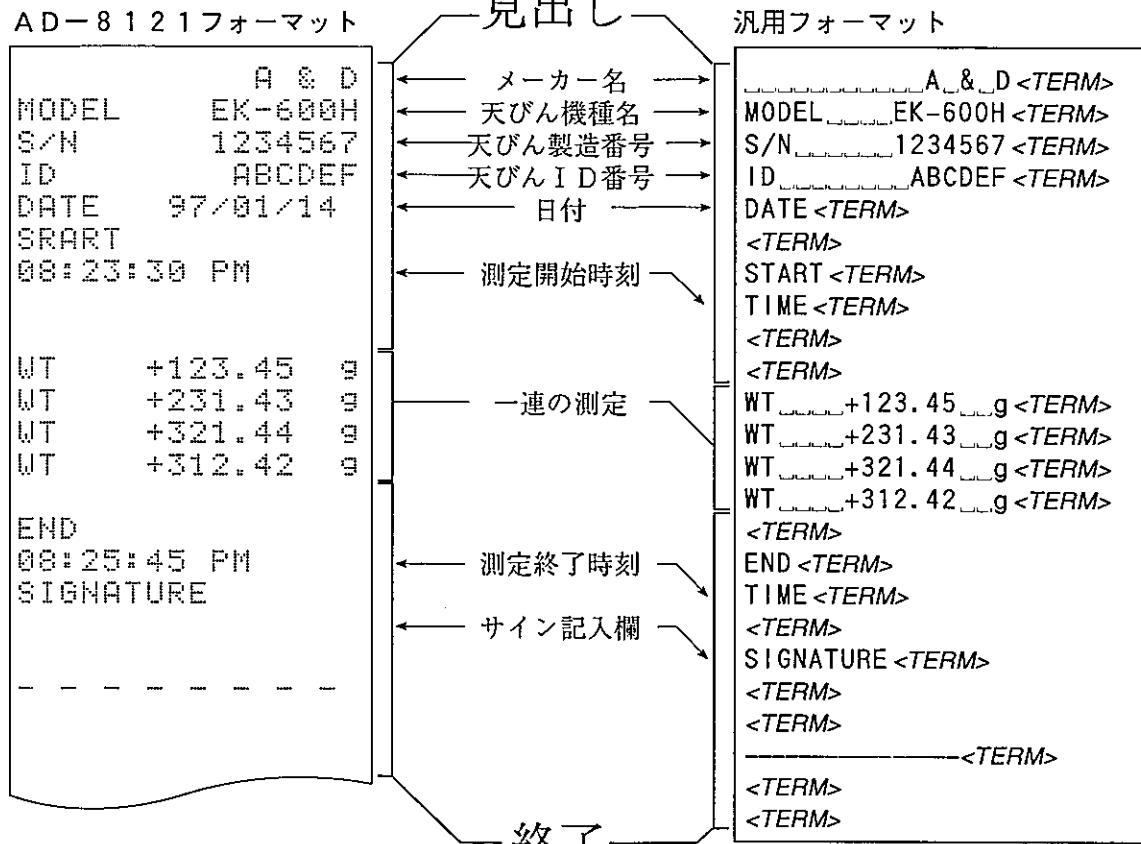 見出し
AD－8121フォーマット
A & D
MODEL EK-600H
S/N 1234567
ID ABCDEF
DATE 97/01/14
SRART
08:23:30 PM
WT +123.45 g
WT +231.43 g
WT +321.44 g
WT +312.42 g
END
08:25:45 PM
SIGNATURE
- - - - - - - - -
メーカー名
天びん機種名
天びん製造番号
天びんＩＤ番号
日付
測定開始時刻
一連の測定
測定終了時刻
サイン記入欄
終了
汎用フォーマット
␣␣␣␣␣␣␣␣␣␣␣A␣&␣D<TERM>
MODEL␣␣␣␣EK-600H<TERM>
S/N␣␣␣␣␣␣1234567<TERM>
ID␣␣␣␣␣␣␣␣ABCDEF<TERM>
DATE<TERM>
<TERM>
START<TERM>
TIME<TERM>
<TERM>
<TERM>
WT␣␣␣␣+123.45␣␣g<TERM>
WT␣␣␣␣+231.43␣␣g<TERM>
WT␣␣␣␣+321.44␣␣g<TERM>
WT␣␣␣␣+312.42␣␣g<TERM>
<TERM>
END<TERM>
TIME<TERM>
<TERM>
SIGNATURE<TERM>
<TERM>
<TERM>
----------------<TERM>
<TERM>
<TERM>